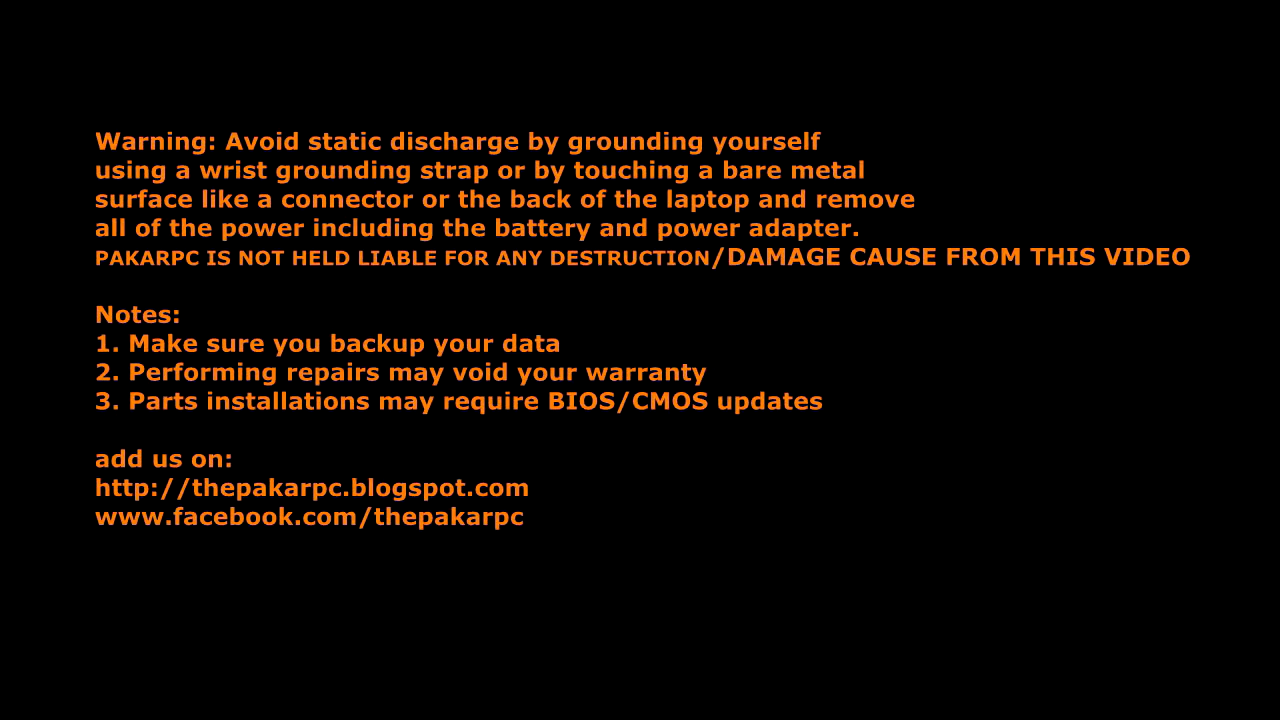 Warning: Avoid static discharge by grounding yourself
using a wrist grounding strap or by touching a bare metal
surface like a connector or the back of the laptop and remove
all of the power including the battery and power adapter.
PAKARPC IS NOT HELD LIABLE FOR ANY DESTRUCTION/DAMAGE CAUSE FROM THIS VIDEO
Notes:
1. Make sure you backup your data
2. Performing repairs may void your warranty
3. Parts installations may require BIOS/CMOS updates
add us on:
http://thepakarpc.blogspot.com
www.facebook.com/thepakarpc